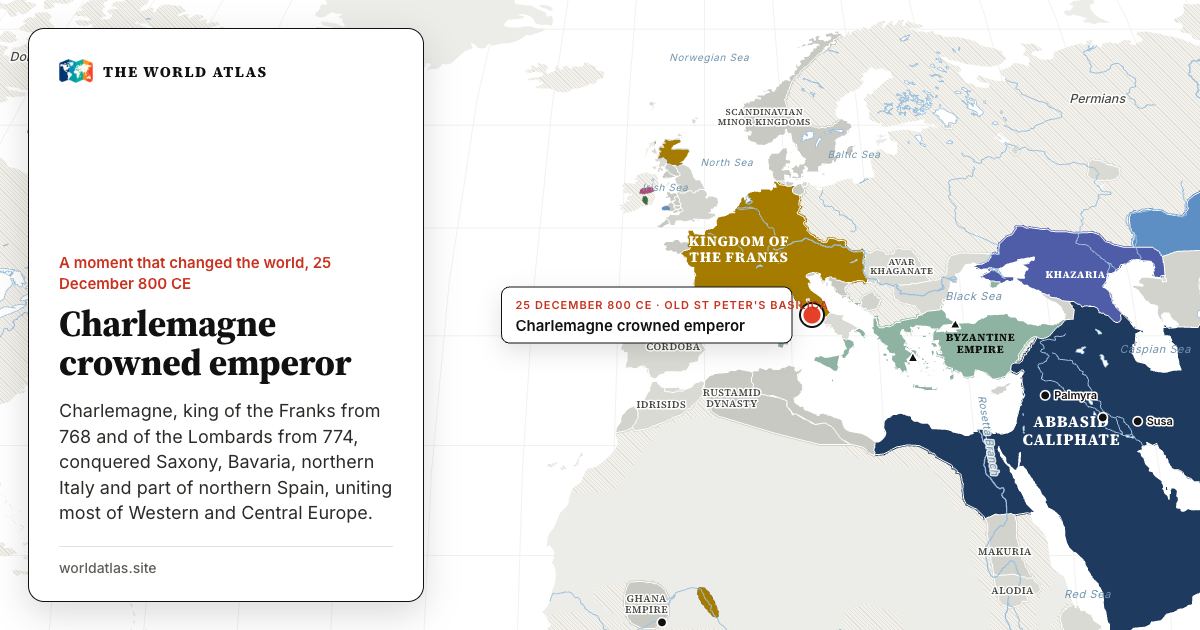 THE WORLD ATLAS
A moment that changed the world, 25
December 800 CE
Charlemagne
crowned emperor
Charlemagne, king of the Franks from
768 and of the Lombards from 774,
conquered Saxony, Bavaria, northern
Italy and part of northern Spain, uniting
most of Western and Central Europe.
worldatlas.site
Norwegian Sea
Permians
SCANDINAVIAN
MINOR KINGDOMS
Baltic Sea
North Sea
Irish Sea
KINGDOM OF
THE FRANKS
AVAR
KHAGANATE
KHAZARIA
Black Sea
25 DECEMBER 800 CE · OLD ST PETER'S BASILICA
Charlemagne crowned emperor
BYZANTINE
EMPIRE
Caspian Sea
CORDOBA
IDRISIDS
RUSTAMID
DYNASTY
Palmyra
Susa
ABBASID
CALIPHATE
Rosetta Branch
MAKURIA
ALODIA
Red Sea
GHANA
EMPIRE